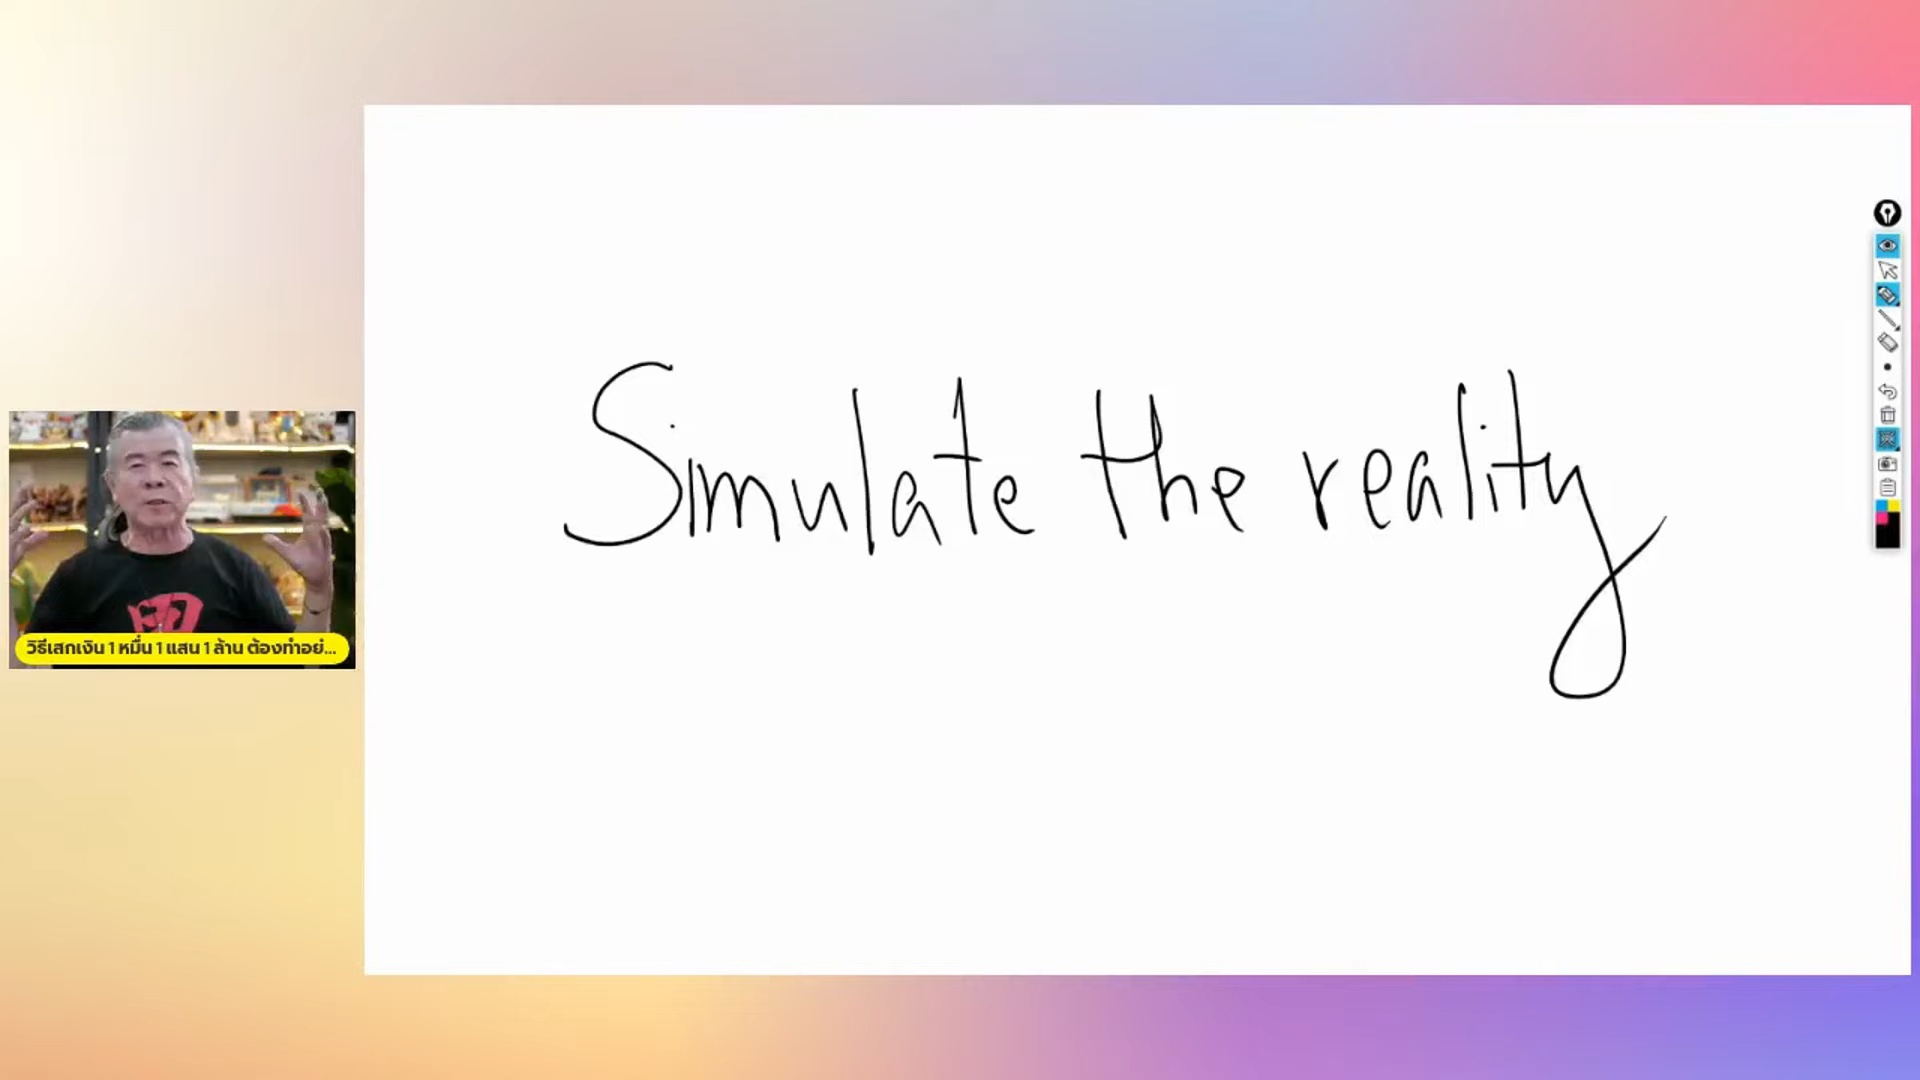 Simulate the reality
วิธีเสกเงิน 1 หมื่น 1 แสน 1 ล้าน ต้องทำอย่...